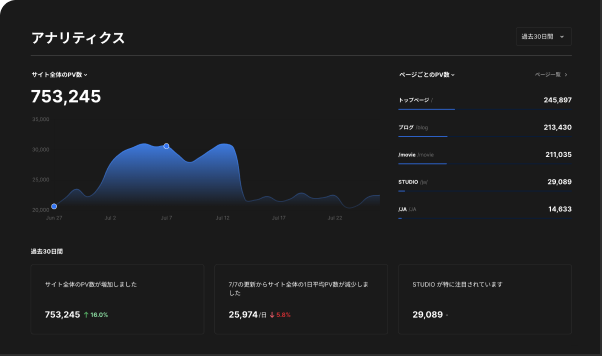 アナリティクス
過去30日間
サイト全体のPV数
753,245
35,000
30,000
25,000
20,000
Jun 27
Jul 2
Jul 7
Jul 12
Jul 17
Jul 22
ページごとのPV数
ページ一覧
トップページ /
245,897
ブログ /blog
213,430
/movie /movie
211,035
STUDIO /ja/
29,089
/JA /JA
14,633
過去30日間
サイト全体のPV数が増加しました
753,245 ↑ 16.0%
7/7の更新からサイト全体の1日平均PV数が減少しま
した
25,974 /日 ↓ 5.8%
STUDIO が特に注目されています
29,089 -